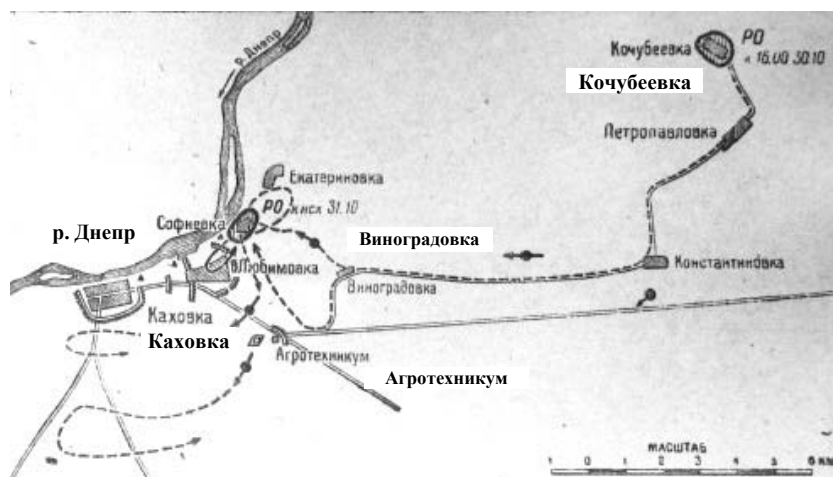 р. Днепр
Кочубеевка
РО
к 16.00 30.10
Кочубеевка
Петропавловка
Екатериновка
РО к исх 31.10
Софиевка
р. Днепр
Виноградовка
В.Любимовка
Константиновка
Виноградовка
Каховка
Каховка
Агротехникум
Агротехникум
МАСШТАБ
1 0 1 2 3 4 5 6 км